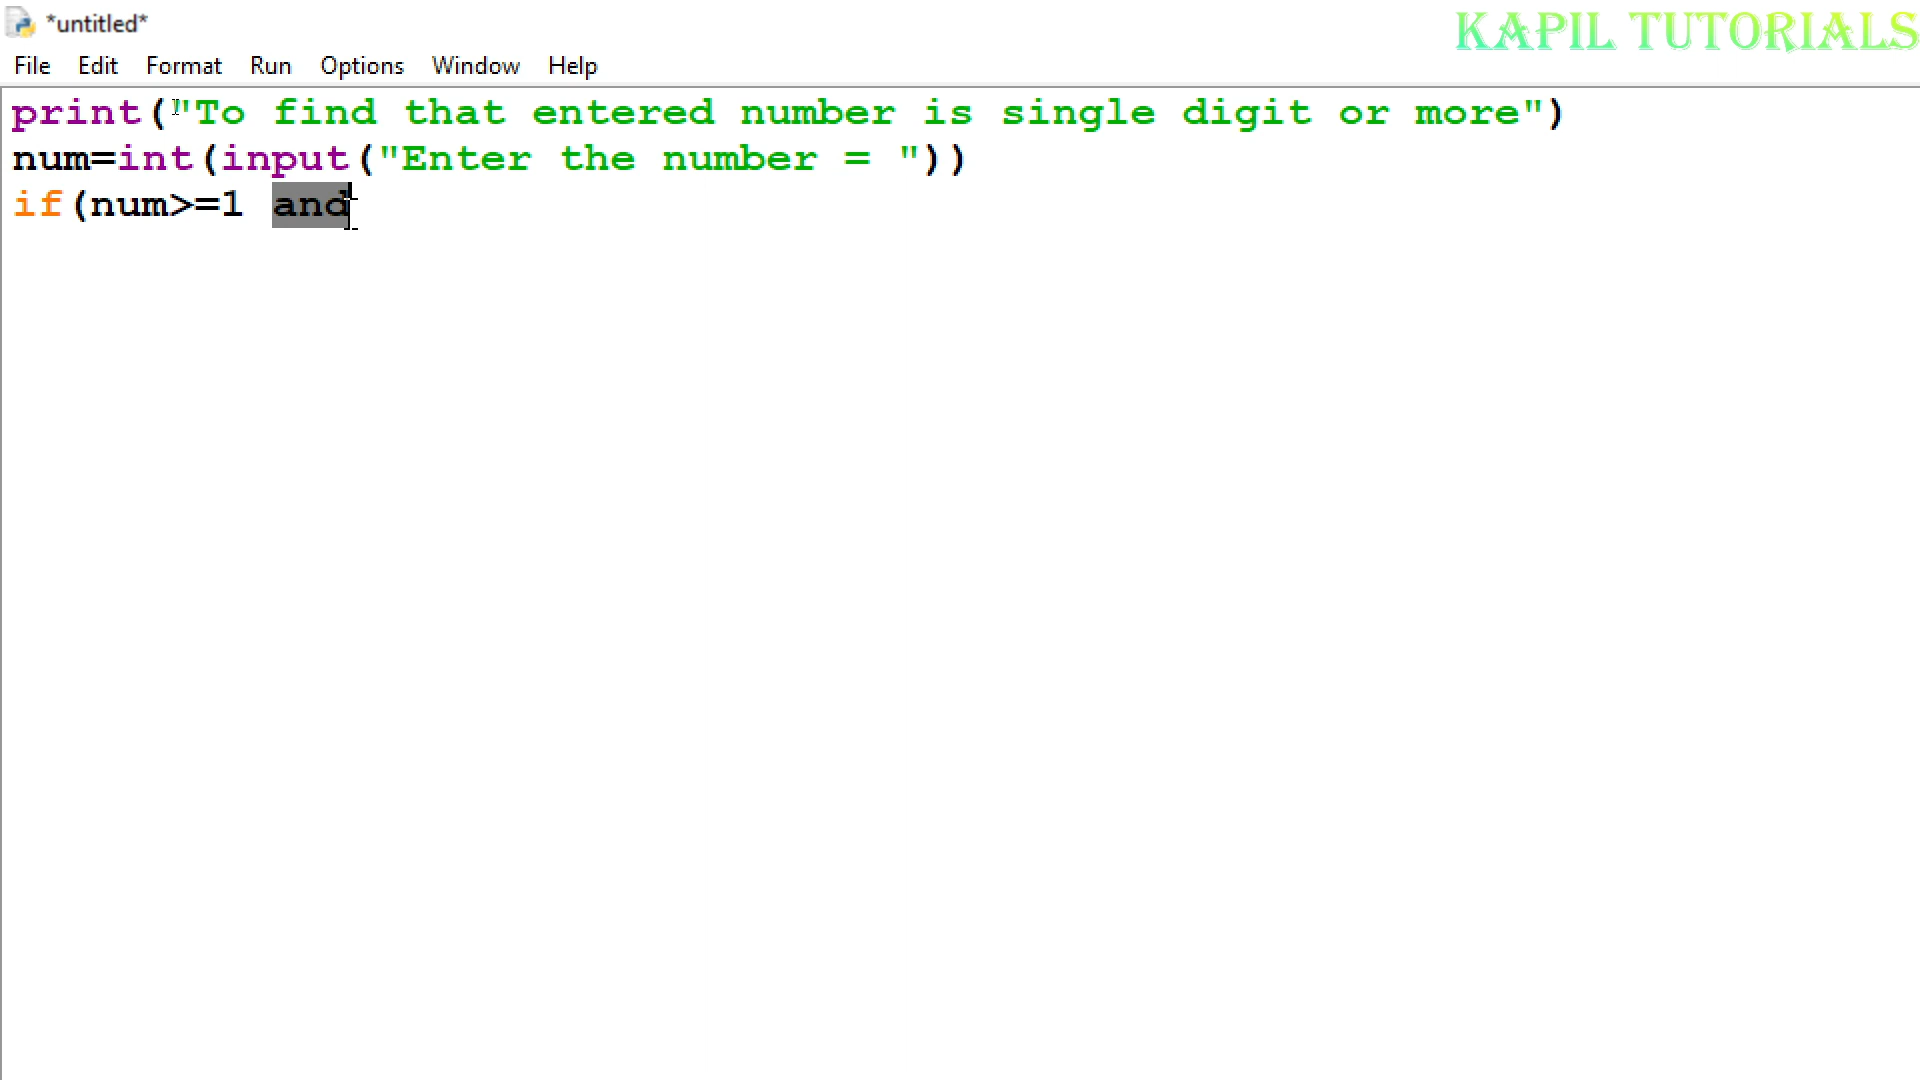 *untitled*
KAPIL TUTORIALS
File Edit Format Run Options Window Help
print("To find that entered number is single digit or more")
num=int(input("Enter the number = "))
if(num>=1 and